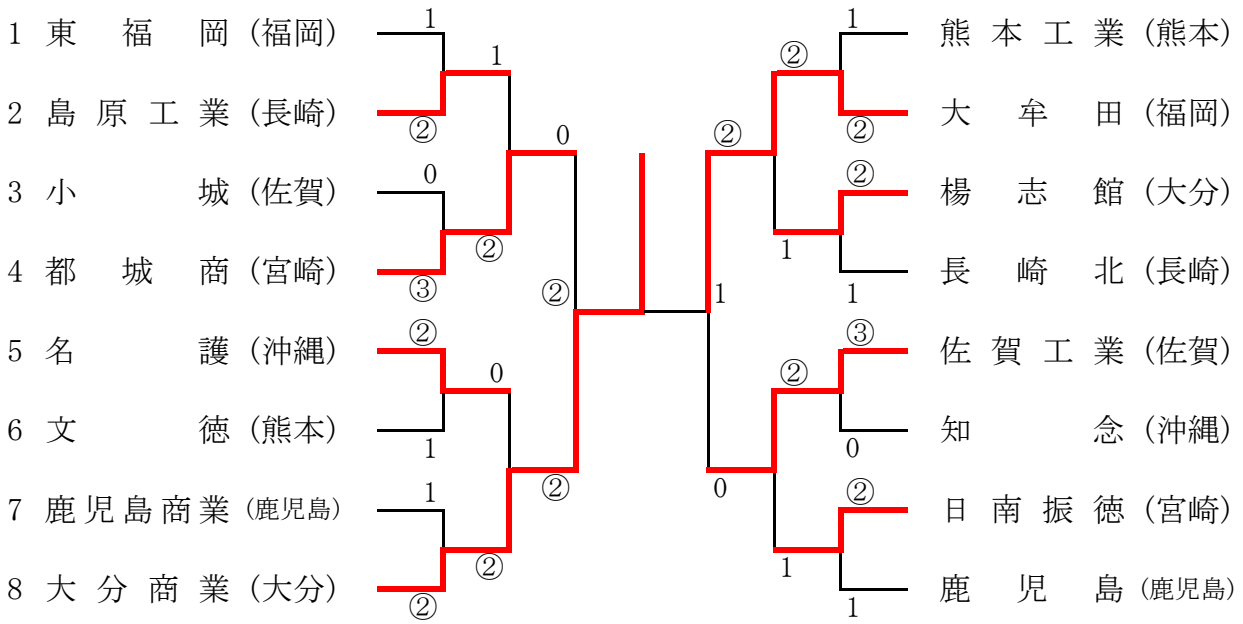 1 1
1 東福岡 (福岡) 熊本工業 (熊本)
1 ②
2 島原工業 (長崎) 大牟田 (福岡)
② 0 ② ②
0 ②
3 小城 (佐賀) 楊志館 (大分)
② 1
4 都城商 (宮崎) 長崎北 (長崎)
③ ② 1 1
② ③
5 名護 (沖縄) 佐賀工業 (佐賀)
0 ②
6 文徳 (熊本) 知念 (沖縄)
1 0
1 ② 0 ②
7 鹿児島商業 (鹿児島) 日南振徳 (宮崎)
② 1
8 大分商業 (大分) 鹿児島 (鹿児島)
② 1